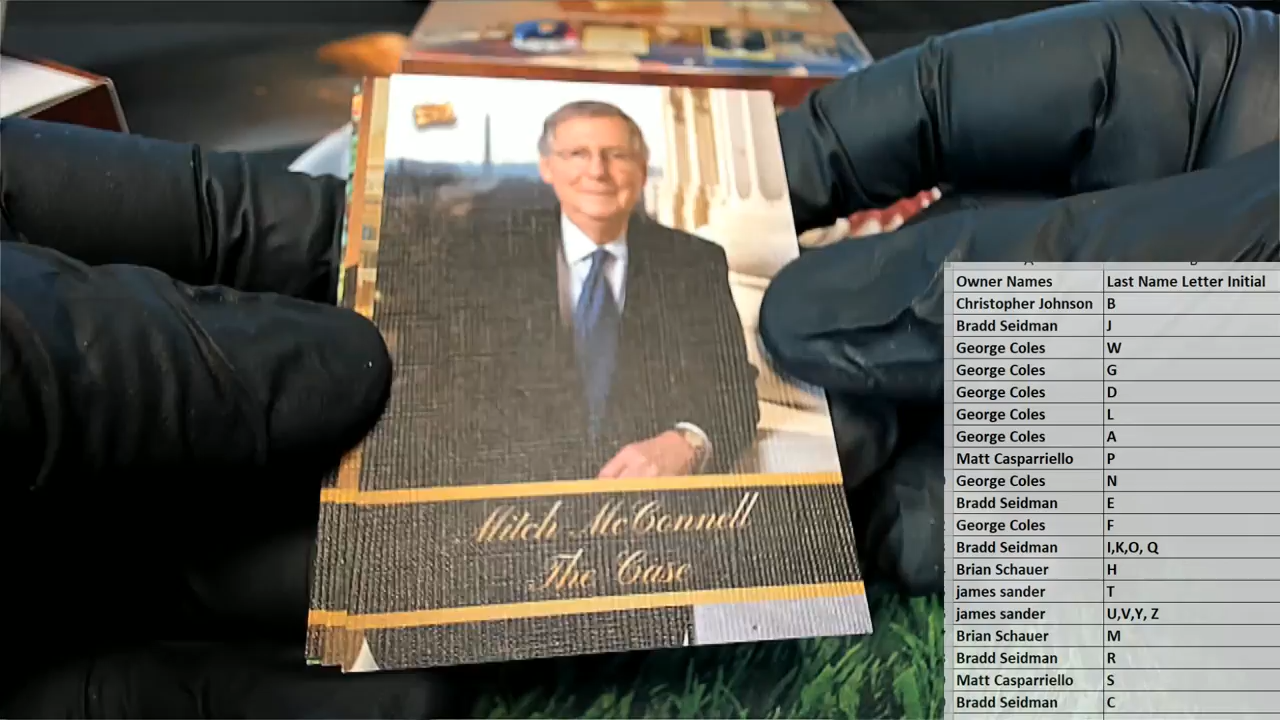 Mitch McConnell
The Case
Owner Names Last Name Letter Initial
Christopher Johnson B
Bradd Seidman J
George Coles W
George Coles G
George Coles D
George Coles L
George Coles A
Matt Casparriello P
George Coles N
Bradd Seidman E
George Coles F
Bradd Seidman I,K,O, Q
Brian Schauer H
james sander T
james sander U,V,Y, Z
Brian Schauer M
Bradd Seidman R
Matt Casparriello S
Bradd Seidman C